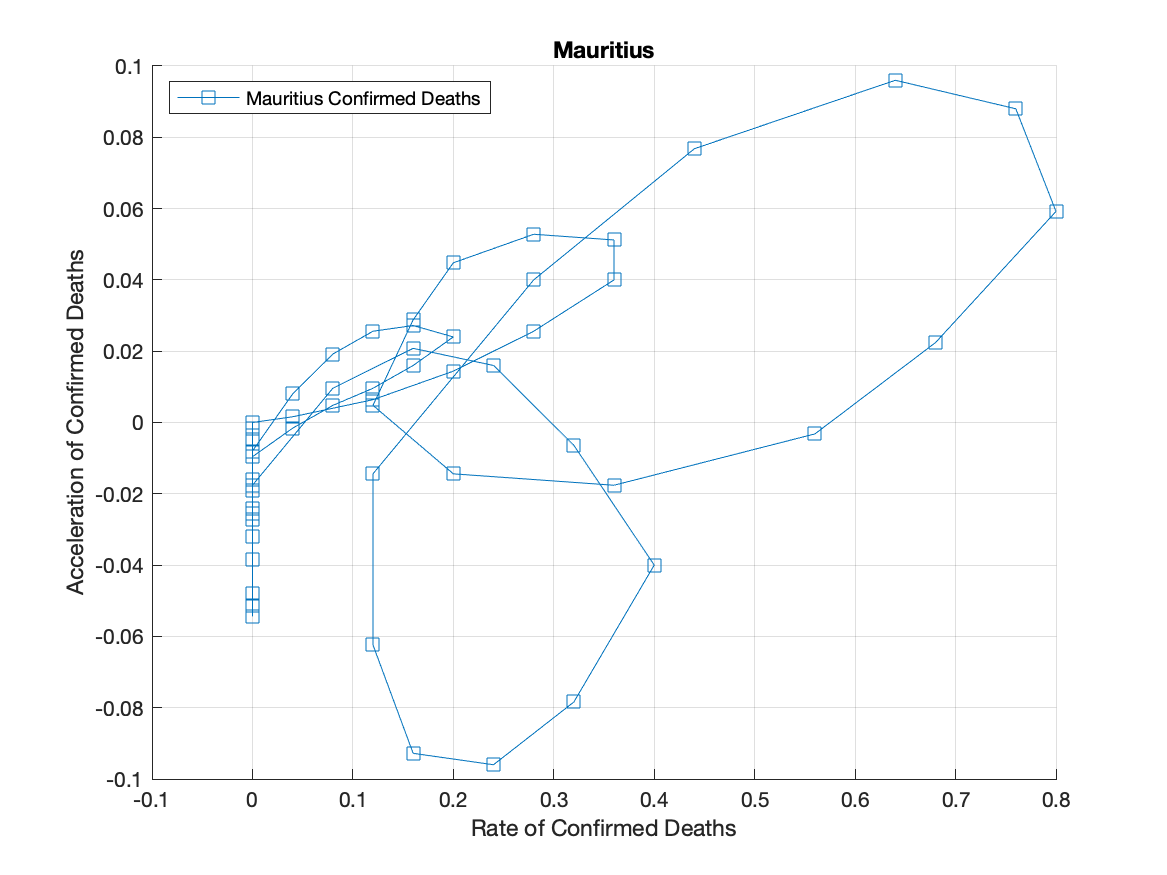 Mauritius
Mauritius Confirmed Deaths
0.1
0.08
0.06
0.04
0.02
0
-0.02
-0.04
-0.06
-0.08
-0.1
Acceleration of Confirmed Deaths
-0.1 0 0.1 0.2 0.3 0.4 0.5 0.6 0.7 0.8
Rate of Confirmed Deaths